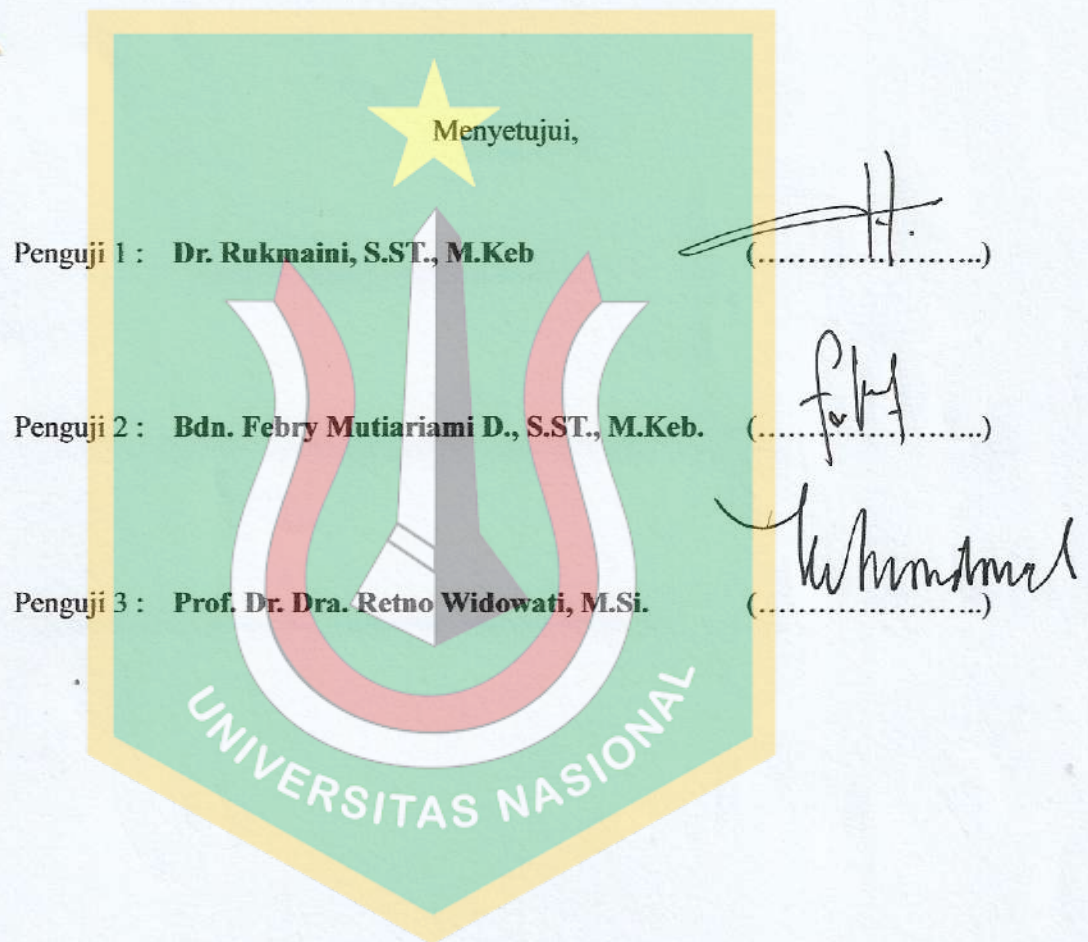 Menyetujui,
Penguji 1 : Dr. Rukmaini, S.ST., M.Keb (........................)
Penguji 2 : Bdn. Febry Mutiariami D., S.ST., M.Keb. (........................)
Penguji 3 : Prof. Dr. Dra. Retno Widowati, M.Si. (........................)
UNIVERSITAS NASIONAL